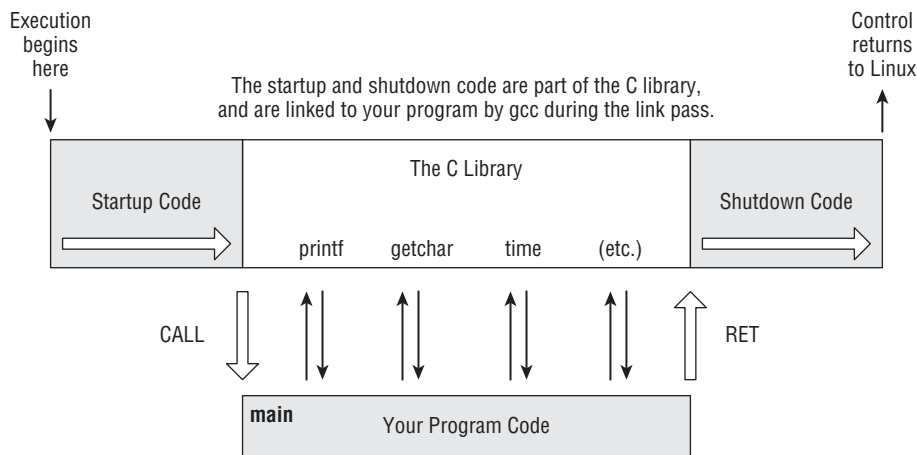 Execution
begins
here
Control
returns
to Linux
The startup and shutdown code are part of the C library,
and are linked to your program by gcc during the link pass.
Startup Code
The C Library
Shutdown Code
printf
getchar
time
(etc.)
CALL
RET
main
Your Program Code